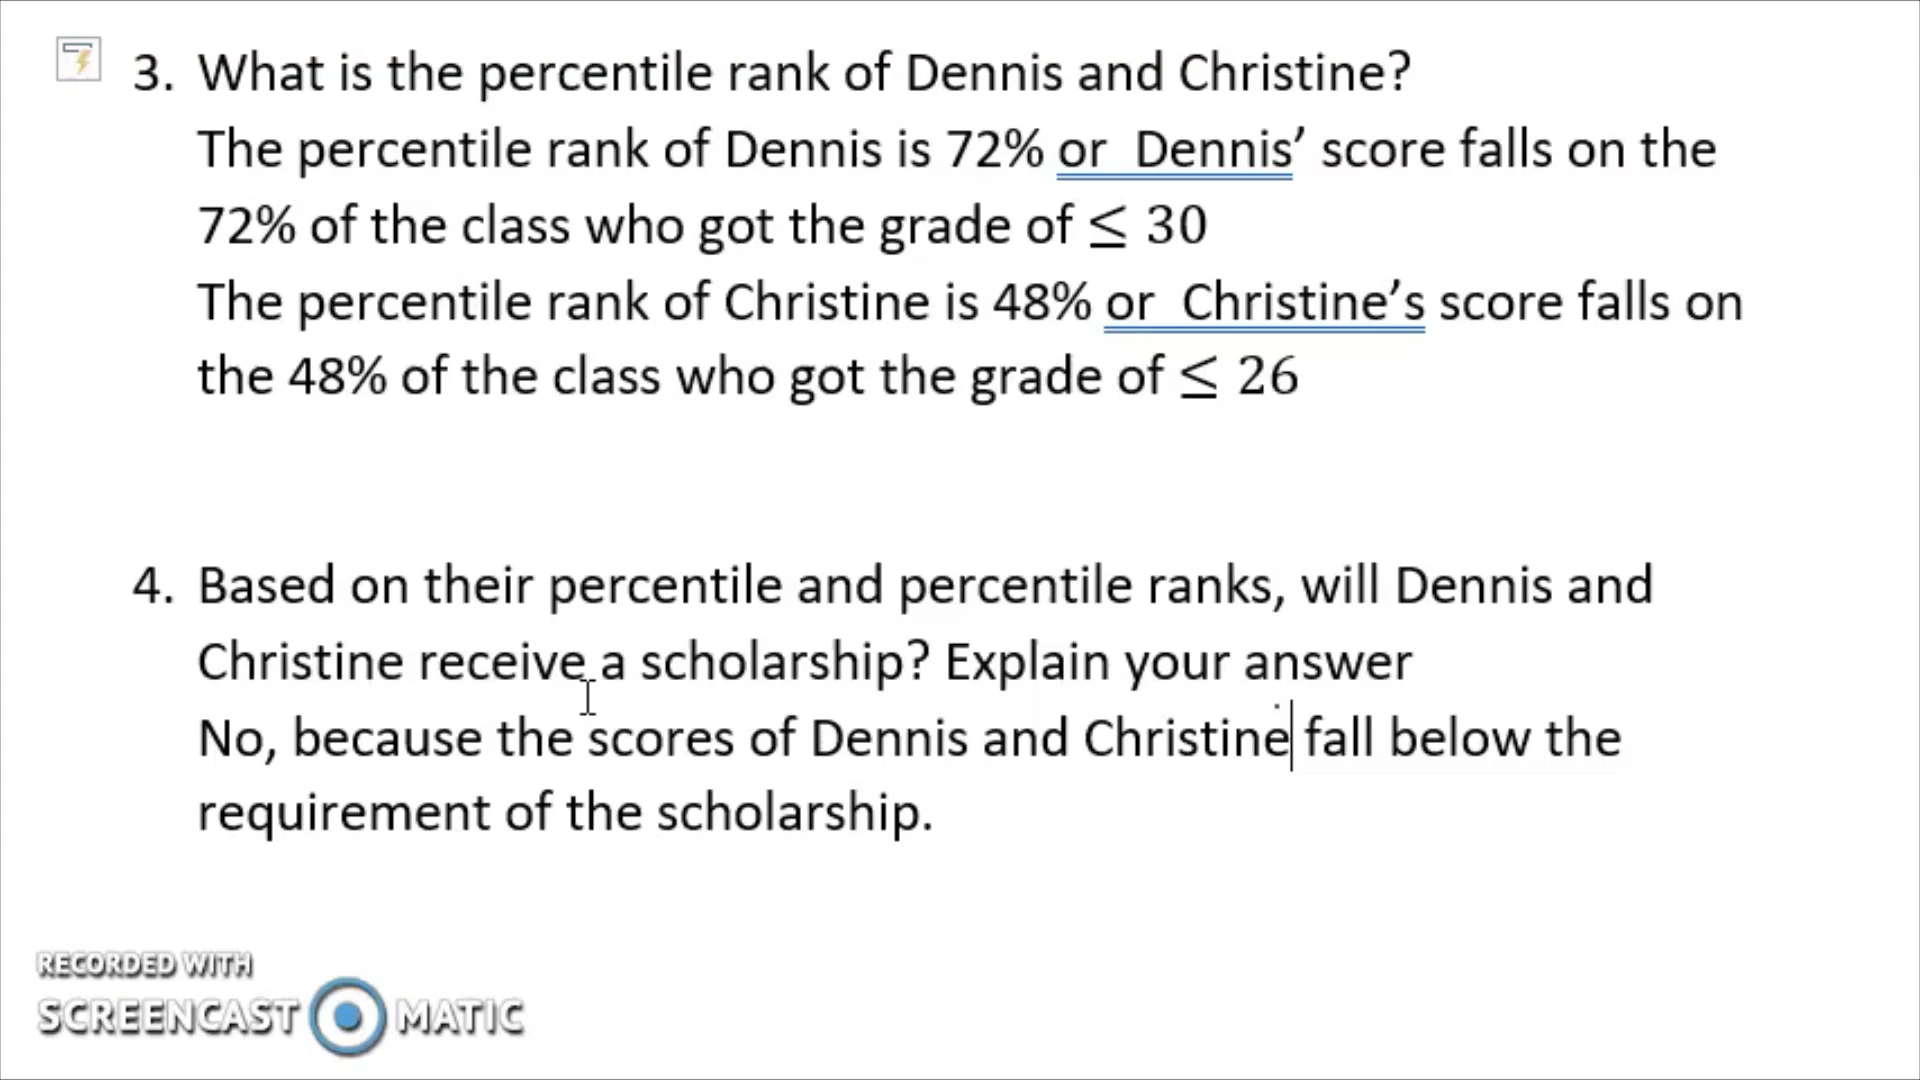 3. What is the percentile rank of Dennis and Christine?
The percentile rank of Dennis is 72% or Dennis’ score falls on the
72% of the class who got the grade of ≤ 30
The percentile rank of Christine is 48% or Christine’s score falls on
the 48% of the class who got the grade of ≤ 26
4. Based on their percentile and percentile ranks, will Dennis and
Christine receive a scholarship? Explain your answer
No, because the scores of Dennis and Christine fall below the
requirement of the scholarship.
RECORDED WITH
SCREENCAST MATIC